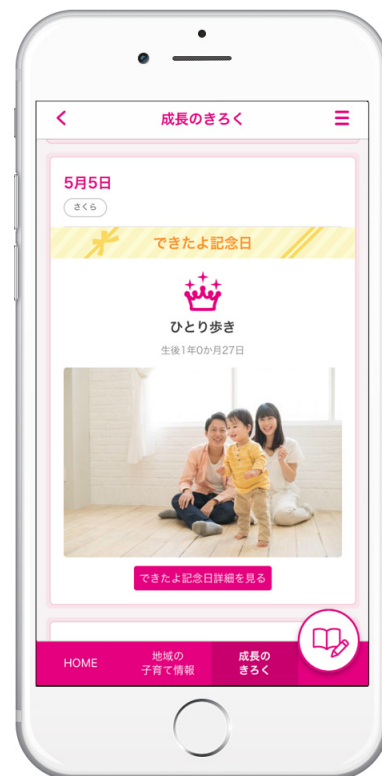 成長のきろく
5月5日
さくら
できたよ記念日
ひとり歩き
生後1年0か月27日
できたよ記念日詳細を見る
HOME
地域の
子育て情報
成長の
きろく